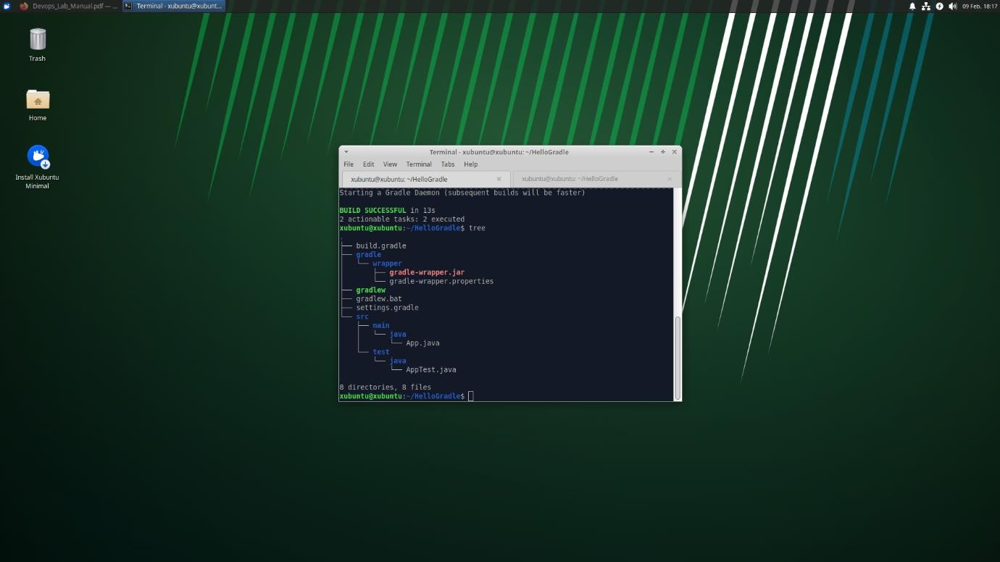 Devops_Lab_Manual.pdf — ...
Terminal - xubuntu@xubunt...
09 Feb, 18:17
Trash
Home
Install Xubuntu
Minimal
Terminal - xubuntu@xubuntu: ~/HelloGradle
File Edit View Terminal Tabs Help
xubuntu@xubuntu: ~/HelloGradle
xubuntu@xubuntu: ~/HelloGradle
Starting a Gradle Daemon (subsequent builds will be faster)
BUILD SUCCESSFUL in 13s
2 actionable tasks: 2 executed
xubuntu@xubuntu:~/HelloGradle$ tree
.
├── build.gradle
├── gradle
│   └── wrapper
│       ├── gradle-wrapper.jar
│       └── gradle-wrapper.properties
├── gradlew
├── gradlew.bat
├── settings.gradle
└── src
    ├── main
    │   └── java
    │       └── App.java
    └── test
        └── java
            └── AppTest.java
8 directories, 8 files
xubuntu@xubuntu:~/HelloGradle$